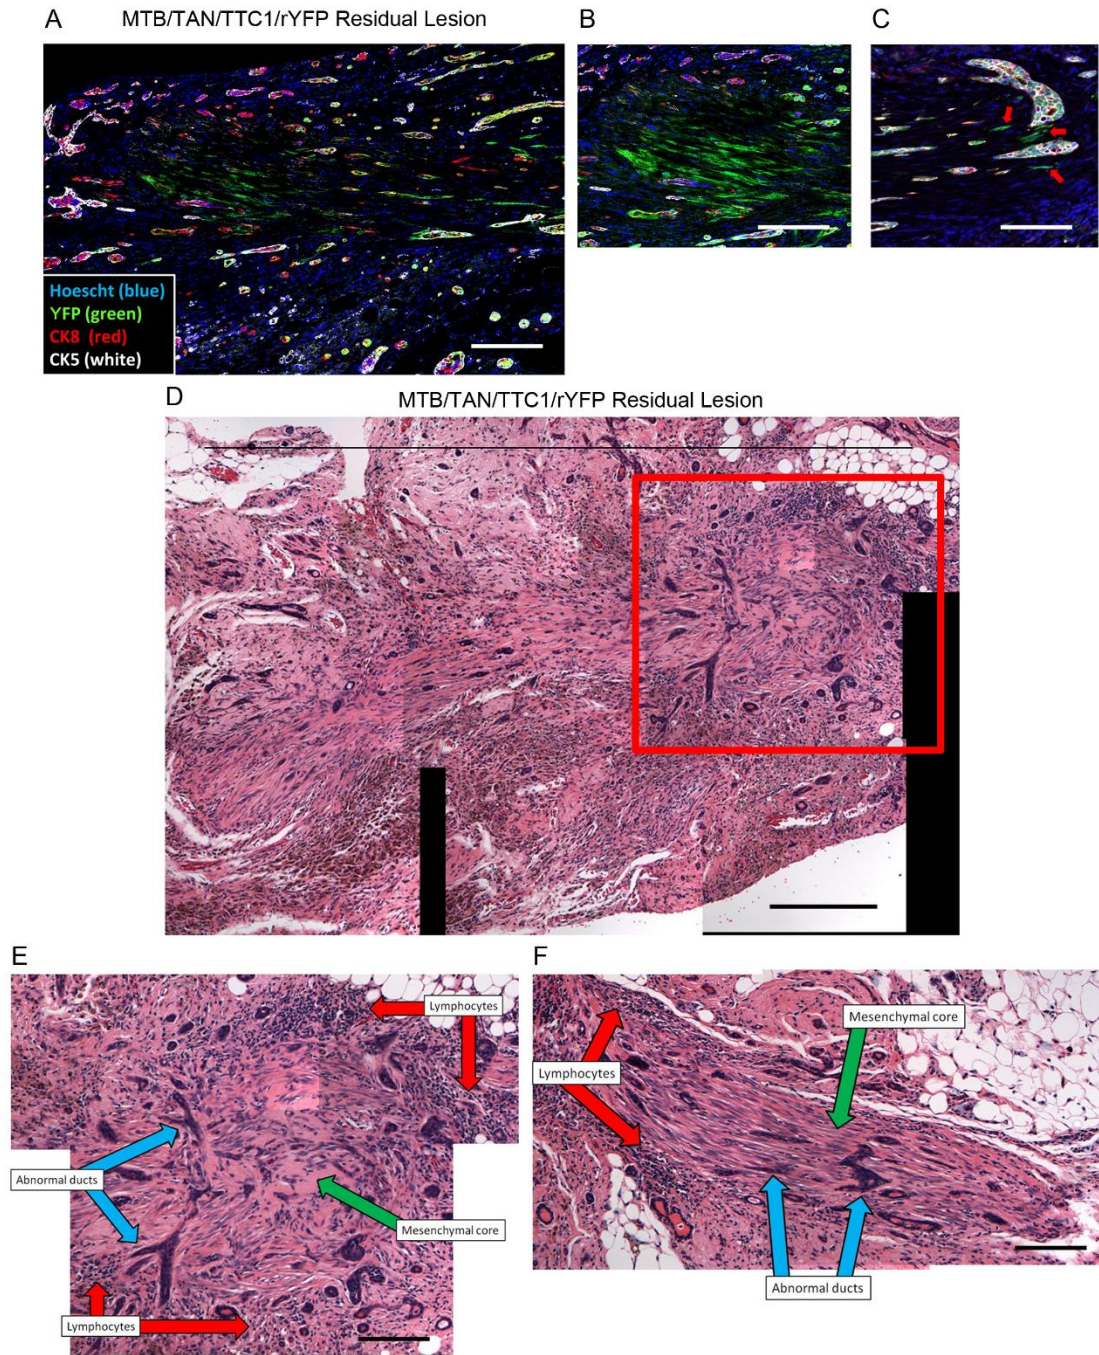 A
MTB/TAN/TTC1/rYFP Residual Lesion
B
C
Hoescht (blue)
YFP (green)
CK8 (red)
CK5 (white)
D
MTB/TAN/TTC1/rYFP Residual Lesion
E
Lymphocytes
Abnormal ducts
Mesenchymal core
Lymphocytes
F
Mesenchymal core
Lymphocytes
Abnormal ducts